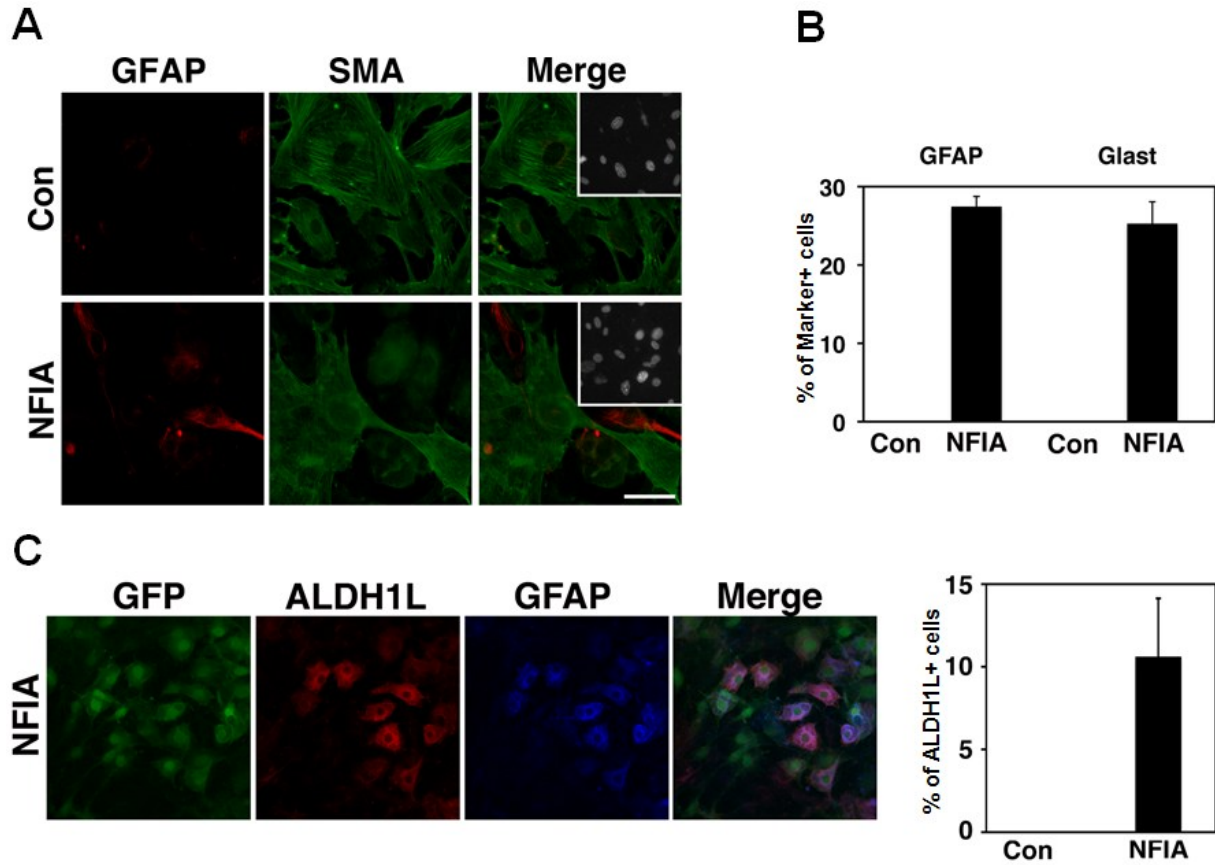 A
GFAP SMA Merge
Con
NFIA
B
GFAP Glast
% of Marker+ cells
30
20
10
0
Con NFIA Con NFIA
C
GFP ALDH1L GFAP Merge
NFIA
% of ALDH1L+ cells
15
10
5
0
Con NFIA